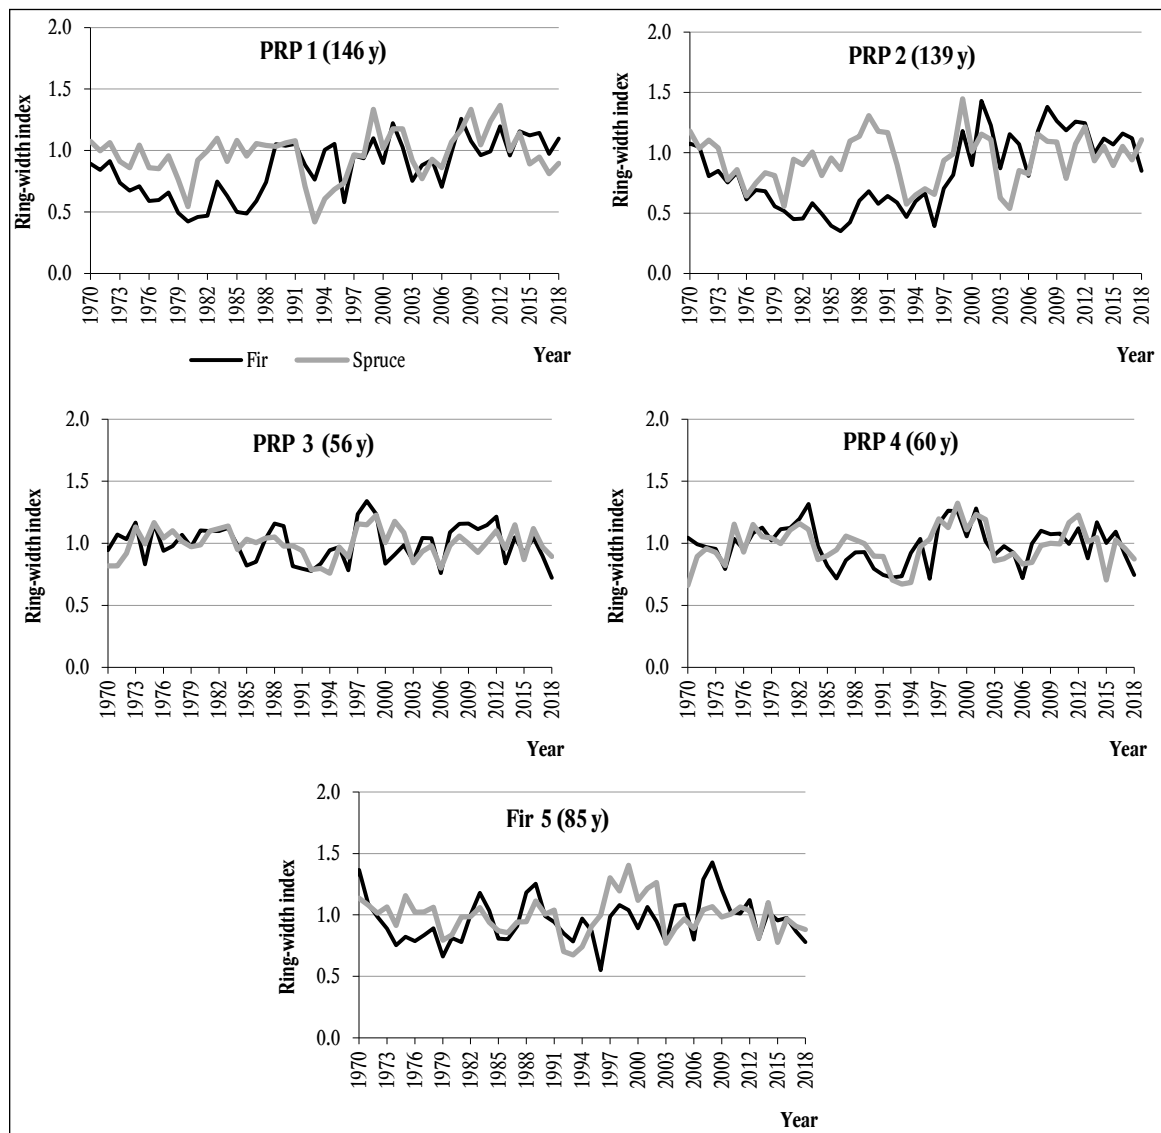 PRP 1 (146 y)
Ring-width index
2.0
1.5
1.0
0.5
0.0
1970 1973 1976 1979 1982 1985 1988 1991 1994 1997 2000 2003 2006 2009 2012 2015 2018
Year
Fir Spruce
PRP 2 (139 y)
Ring-width index
2.0
1.5
1.0
0.5
0.0
1970 1973 1976 1979 1982 1985 1988 1991 1994 1997 2000 2003 2006 2009 2012 2015 2018
Year
PRP 3 (56 y)
Ring-width index
2.0
1.5
1.0
0.5
0.0
1970 1973 1976 1979 1982 1985 1988 1991 1994 1997 2000 2003 2006 2009 2012 2015 2018
Year
PRP 4 (60 y)
Ring-width index
2.0
1.5
1.0
0.5
0.0
1970 1973 1976 1979 1982 1985 1988 1991 1994 1997 2000 2003 2006 2009 2012 2015 2018
Year
Fir 5 (85 y)
Ring-width index
2.0
1.5
1.0
0.5
0.0
1970 1973 1976 1979 1982 1985 1988 1991 1994 1997 2000 2003 2006 2009 2012 2015 2018
Year